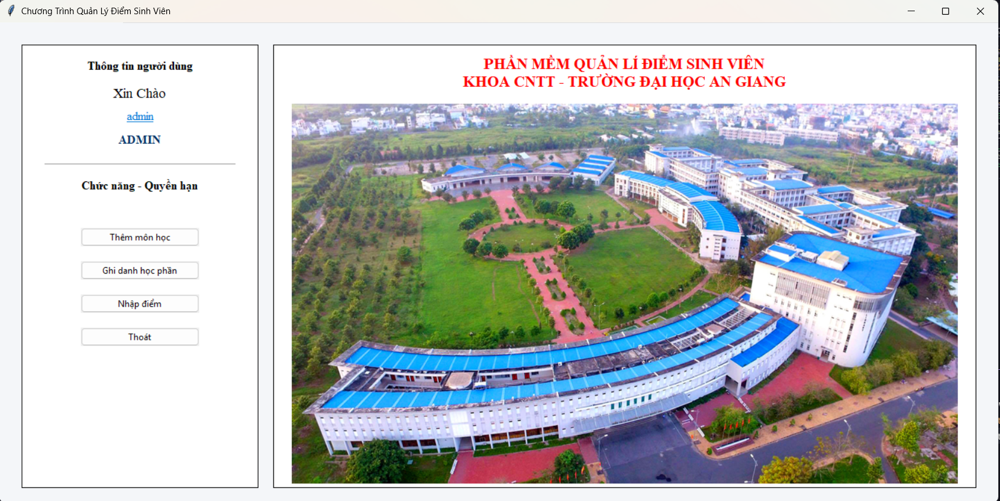 Chương Trình Quản Lý Điểm Sinh Viên
Thông tin người dùng
Xin Chào
admin
ADMIN
Chức năng - Quyền hạn
Thêm môn học
Ghi danh học phần
Nhập điểm
Thoát
PHẦN MỀM QUẢN LÍ ĐIỂM SINH VIÊN
KHOA CNTT - TRƯỜNG ĐẠI HỌC AN GIANG